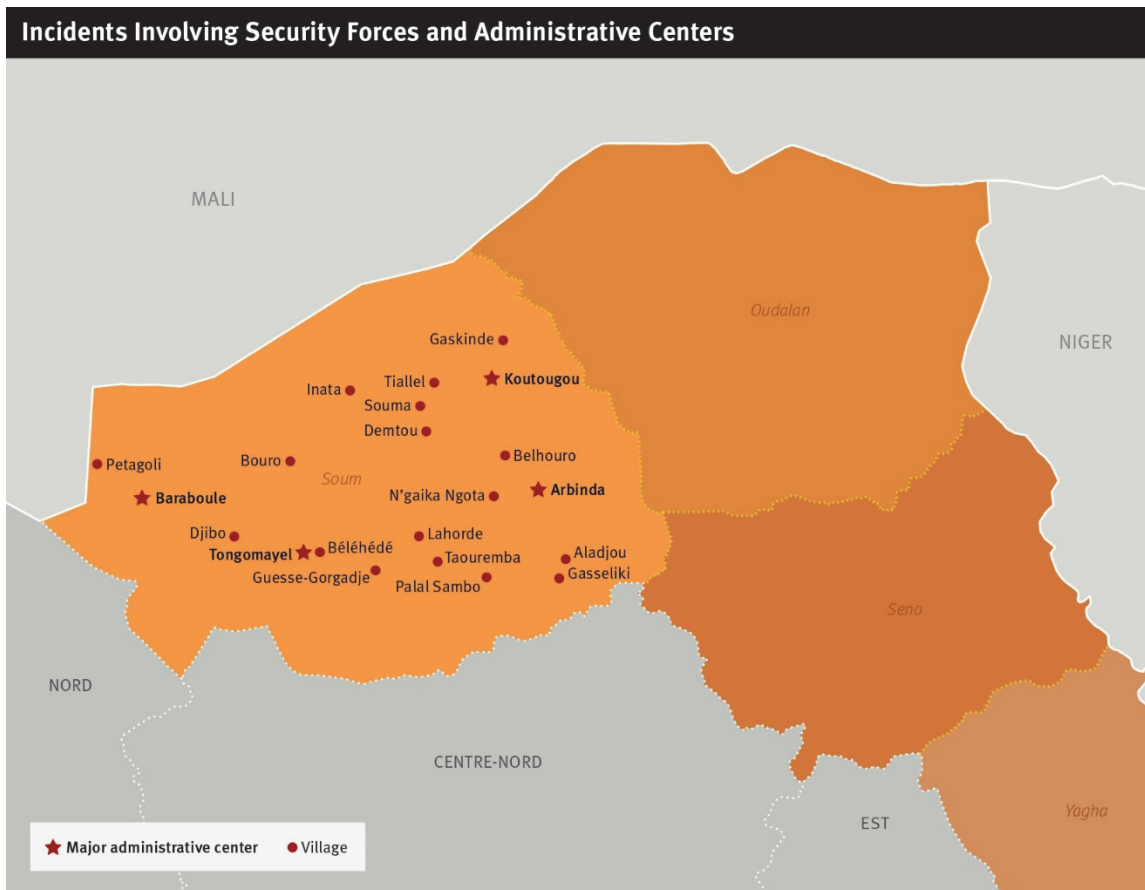 Incidents Involving Security Forces and Administrative Centers
MALI
Oudalan
NIGER
Gaskinde
Tiallel
Koutougou
Inata
Souma
Demtou
Petagoli
Bouro
Soum
Belhouro
Baraboule
N'gaika Ngota
Arbinda
Djibo
Lahorde
Tongomayel
Béléhédé
Taouremba
Aladjou
Guesse-Gorgadje
Palal Sambo
Gasseliki
Seno
NORD
CENTRE-NORD
EST
Yagha
Major administrative center
Village